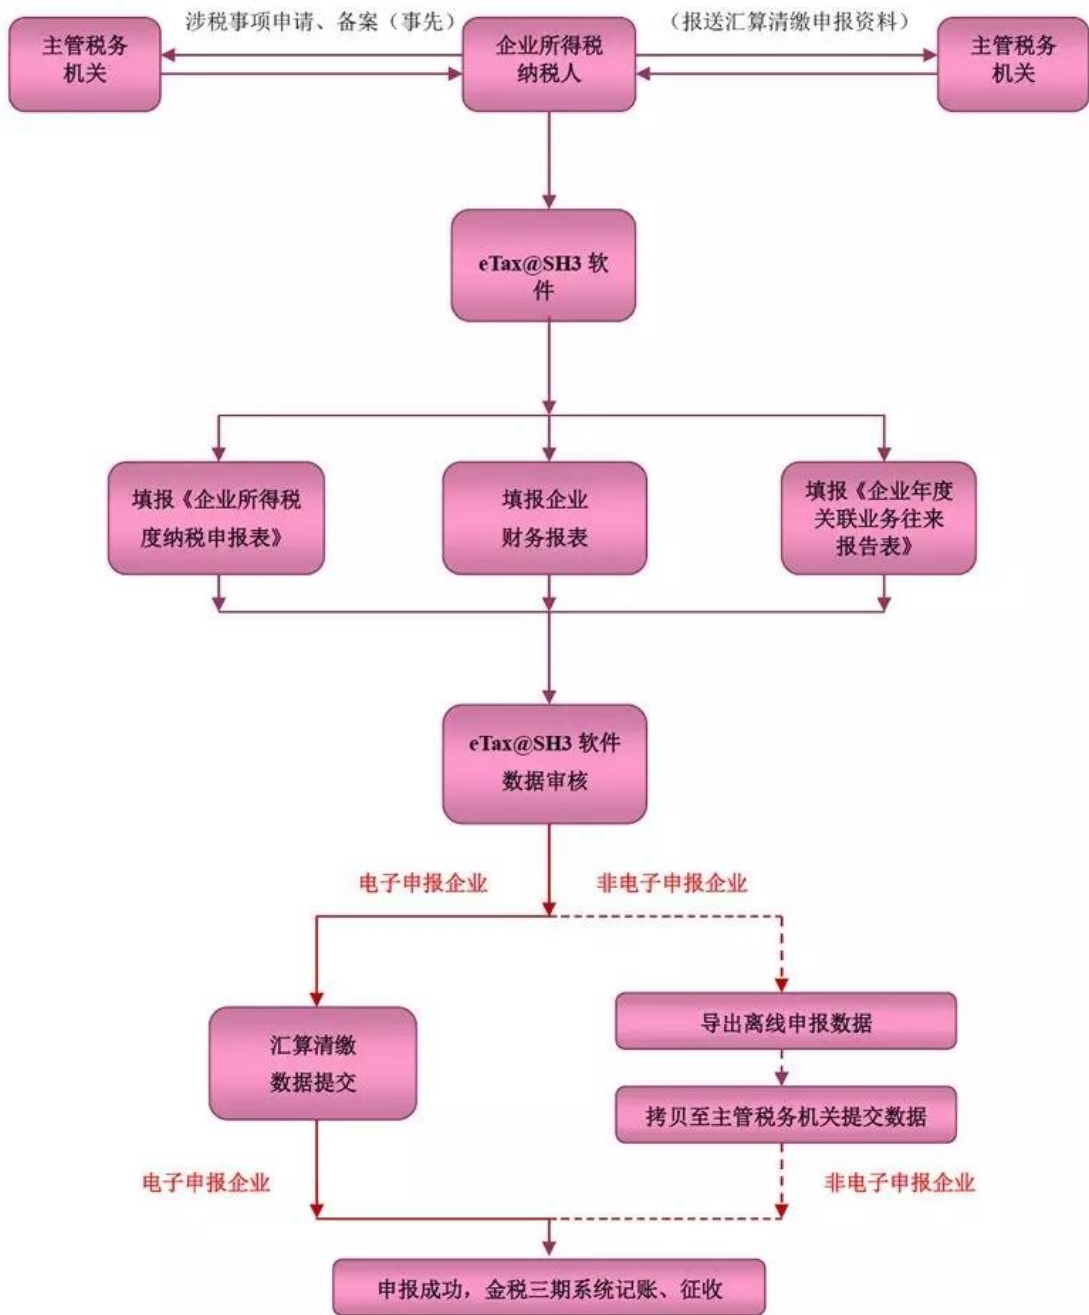 涉税事项申请、备案（事先）
（报送汇算清缴申报资料）
主管税务
机关
企业所得税
纳税人
主管税务
机关
eTax@SH3 软
件
填报《企业所得税
度纳税申报表》
填报企业
财务报表
填报《企业年度
关联业务往来
报告表》
eTax@SH3 软件
数据审核
电子申报企业
非电子申报企业
汇算清缴
数据提交
导出离线申报数据
拷贝至主管税务机关提交数据
电子申报企业
非电子申报企业
申报成功，金税三期系统记账、征收